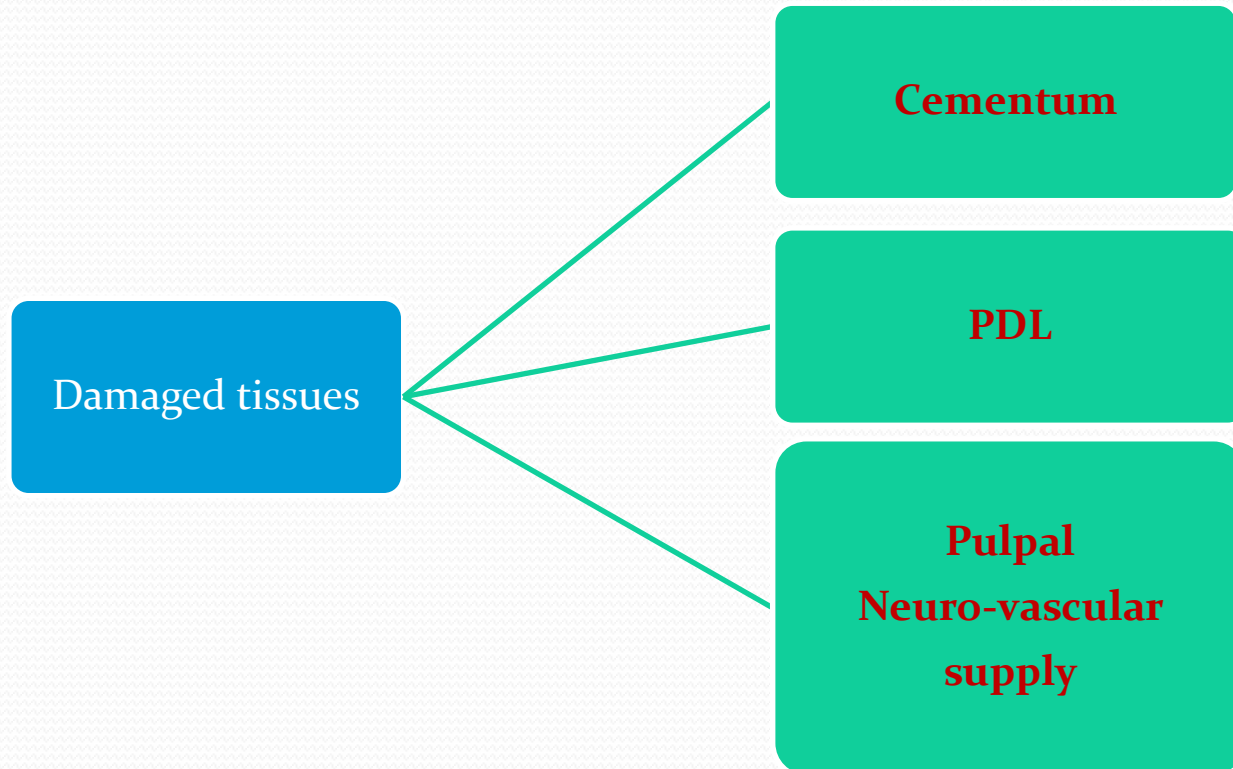 Cementum
PDL
Damaged tissues
Pulpal
Neuro-vascular
supply